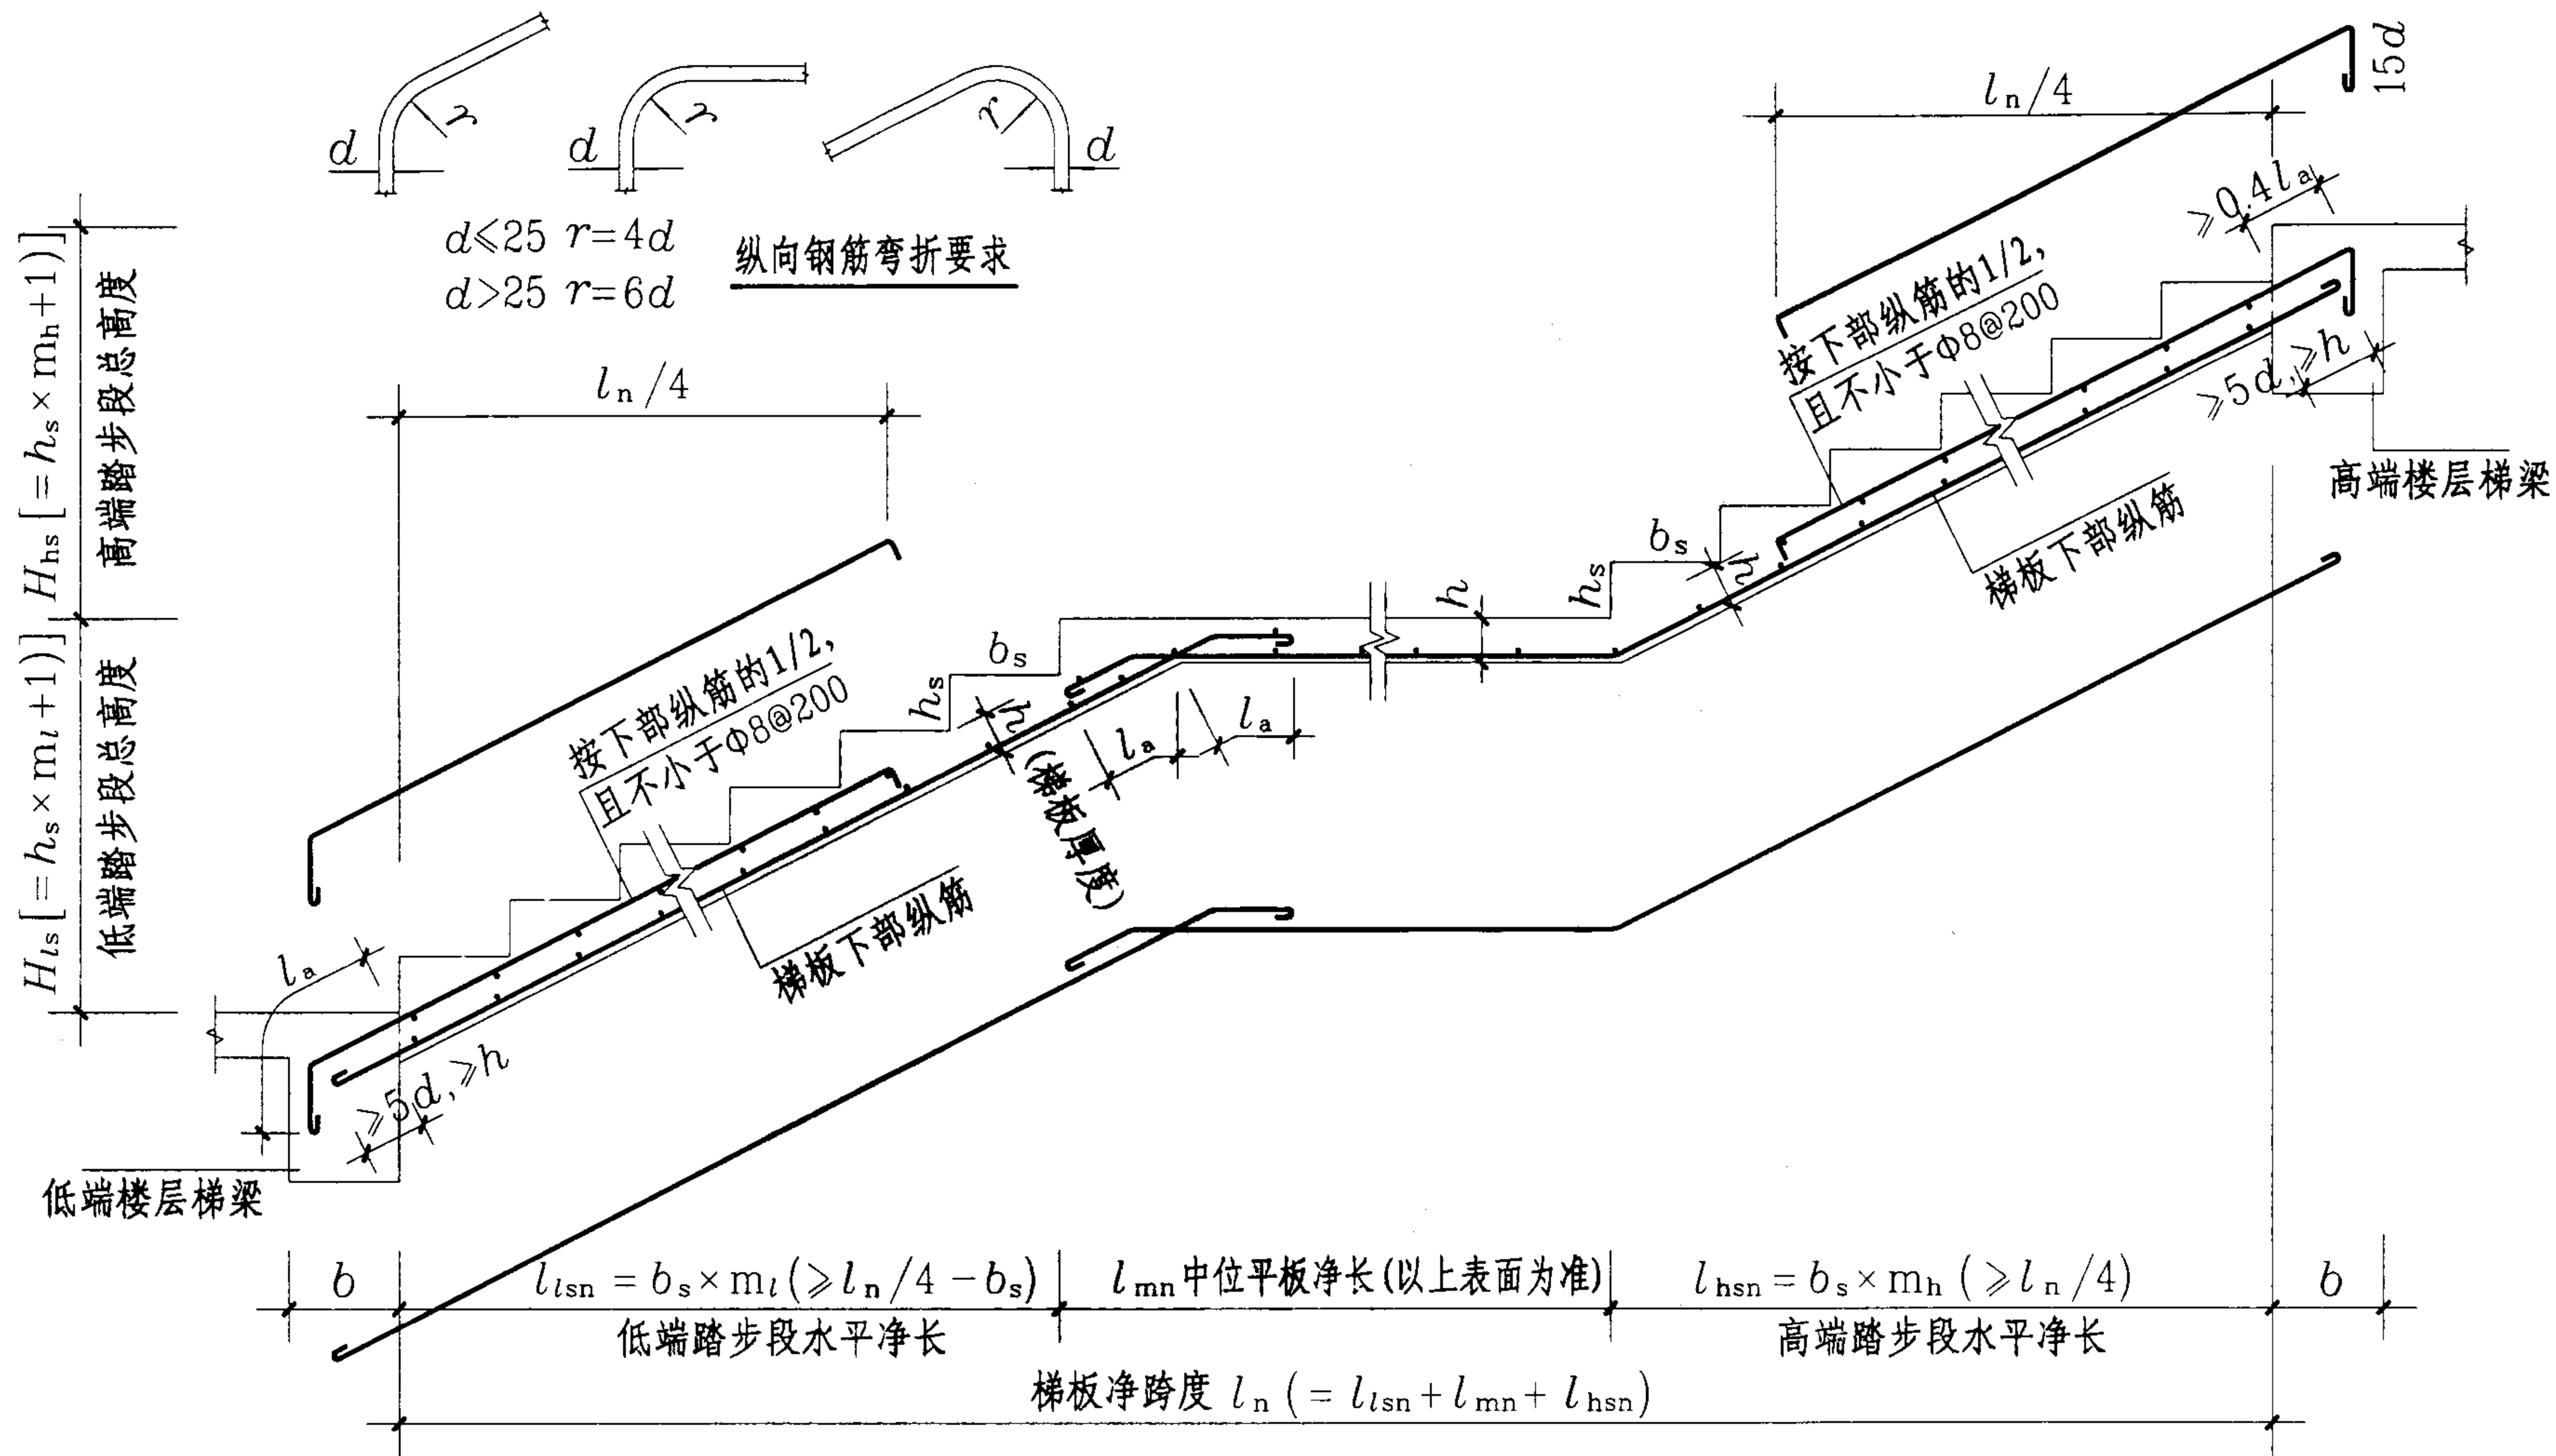 d
d
d
r
r
r
d≤25 r=4d
d>25 r=6d
纵向钢筋弯折要求
15d
lₙ/4
≥0.4lₐ
按下部纵筋的1/2,
且不小于Φ8@200
≥5d,≥h
高端楼层梯梁
梯板下部纵筋
Hhs[=hs×mh+1)]
高端踏步段总高度
lₙ/4
bs
hs
h
h
bs
hs
h
(梯板厚度)
按下部纵筋的1/2,
且不小于Φ8@200
lₐ
lₐ
Hls[=hs×ml+1)]
低端踏步段总高度
梯板下部纵筋
lₐ
≥5d,≥h
低端楼层梯梁
b
l lsn = bs×ml(≥lₙ/4-bs)
低端踏步段水平净长
l mn 中位平板净长(以上表面为准)
l hsn = bs×mh (≥lₙ/4)
高端踏步段水平净长
b
梯板净跨度 lₙ (= l lsn + l mn + l hsn)